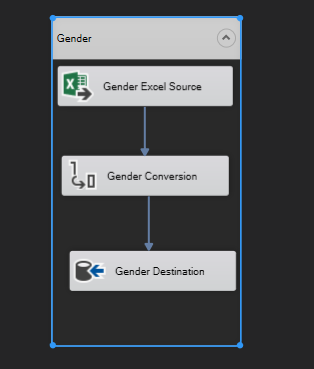 Gender
Gender Excel Source
Gender Conversion
Gender Destination